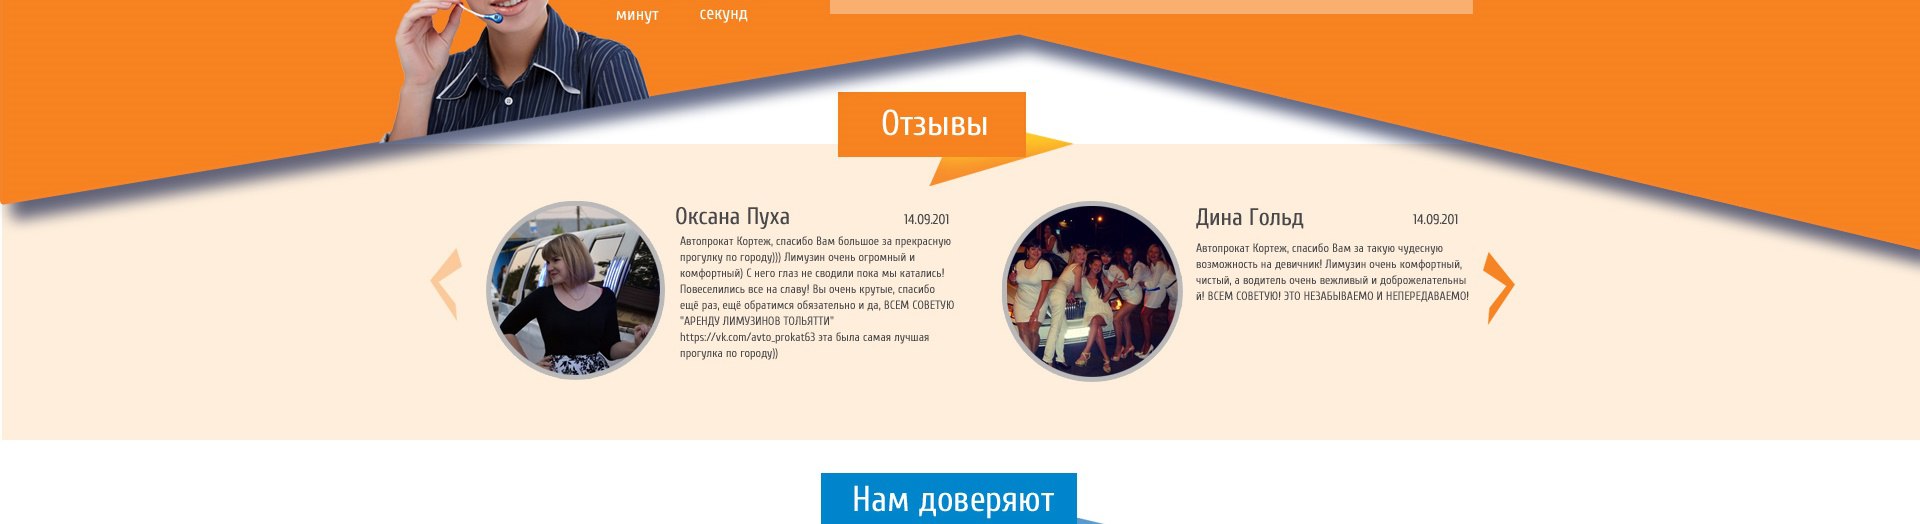 минут секунд
Отзывы
Оксана Пуха 14.09.201
Автопрокат Кортеж, спасибо Вам большое за прекрасную
прогулку по городу))) Лимузин очень огромный и
комфортный) С него глаз не сводили пока мы катались!
Повеселились все на славу! Вы очень крутые, спасибо
ещё раз, ещё обратимся обязательно и да, ВСЕМ СОВЕТУЮ
"АРЕНДУ ЛИМУЗИНОВ ТОЛЬЯТТИ"
https://vk.com/avto_prokat63 эта была самая лучшая
прогулка по городу))
Дина Гольд 14.09.201
Автопрокат Кортеж, спасибо Вам за такую чудесную
возможность на девичник! Лимузин очень комфортный,
чистый, а водитель очень вежливый и доброжелательны
й! ВСЕМ СОВЕТУЮ! ЭТО НЕЗАБЫВАЕМО И НЕПЕРЕДАВАЕМО!
Нам доверяют